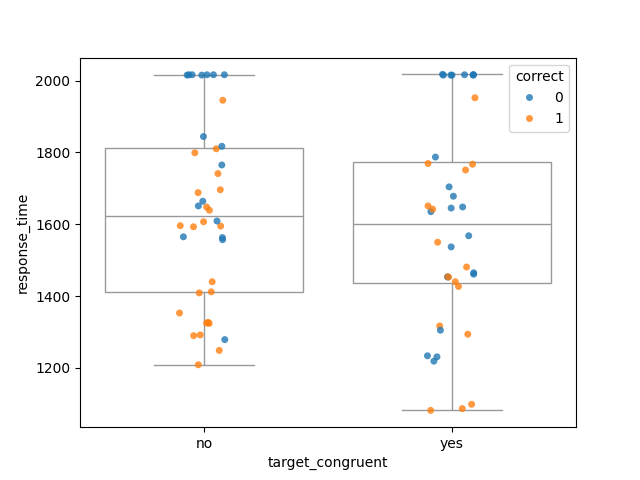 correct
0
1
2000
1800
1600
1400
1200
response_time
no
yes
target_congruent